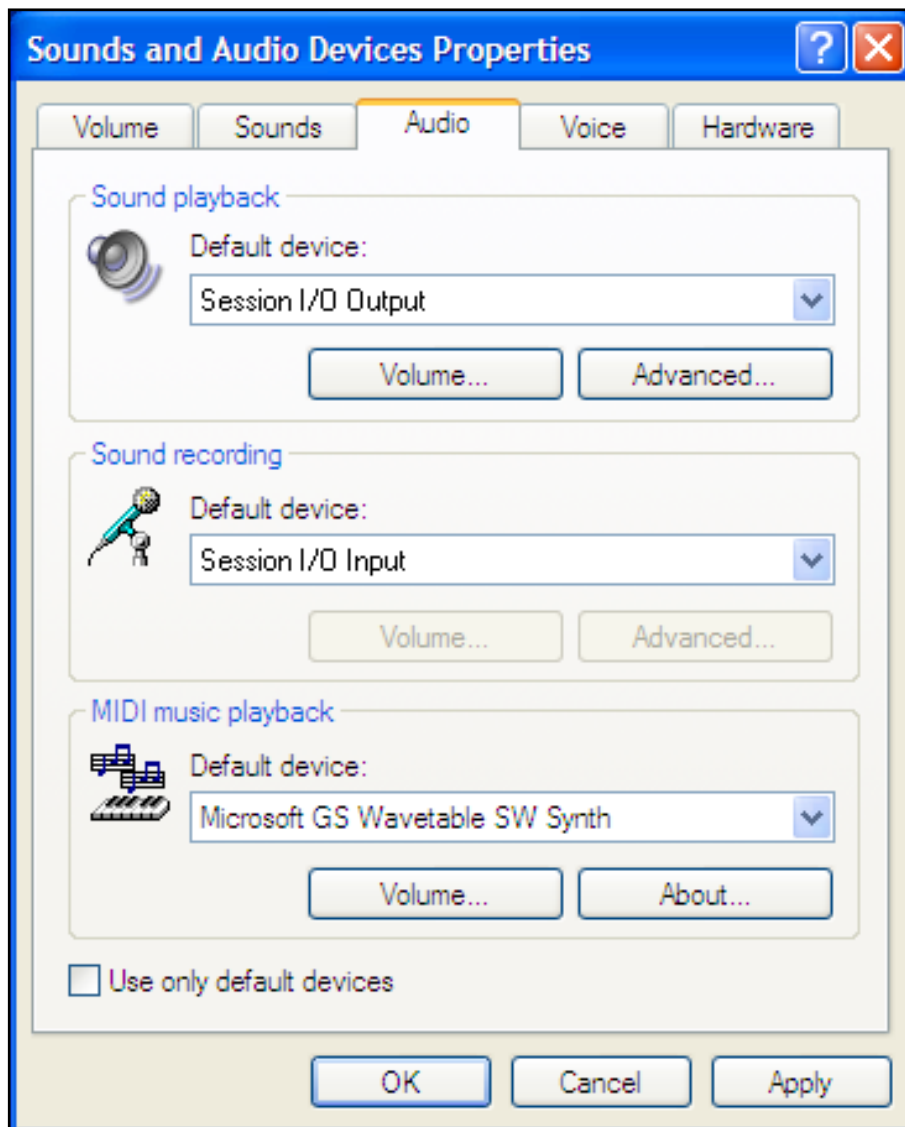 Sounds and Audio Devices Properties
Volume Sounds Audio Voice Hardware
Sound playback
Default device:
Session I/O Output
Volume... Advanced...
Sound recording
Default device:
Session I/O Input
Volume... Advanced...
MIDI music playback
Default device:
Microsoft GS Wavetable SW Synth
Volume... About...
Use only default devices
OK Cancel Apply